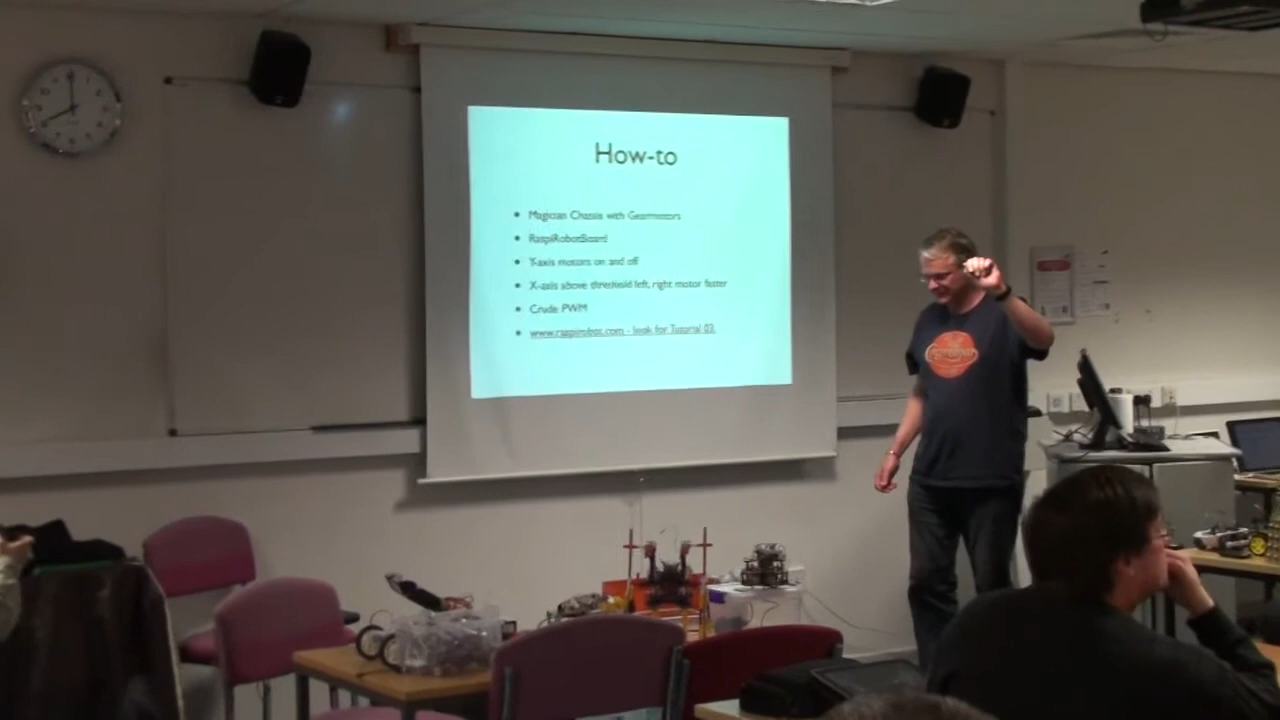 How-to
Magician Chassis with Gearmotors
RaspiRobotBoard
Y-axis motors on and off
X-axis above threshold left, right motor faster
Crude PWM
www.raspirobot.com - look for Tutorial 03.